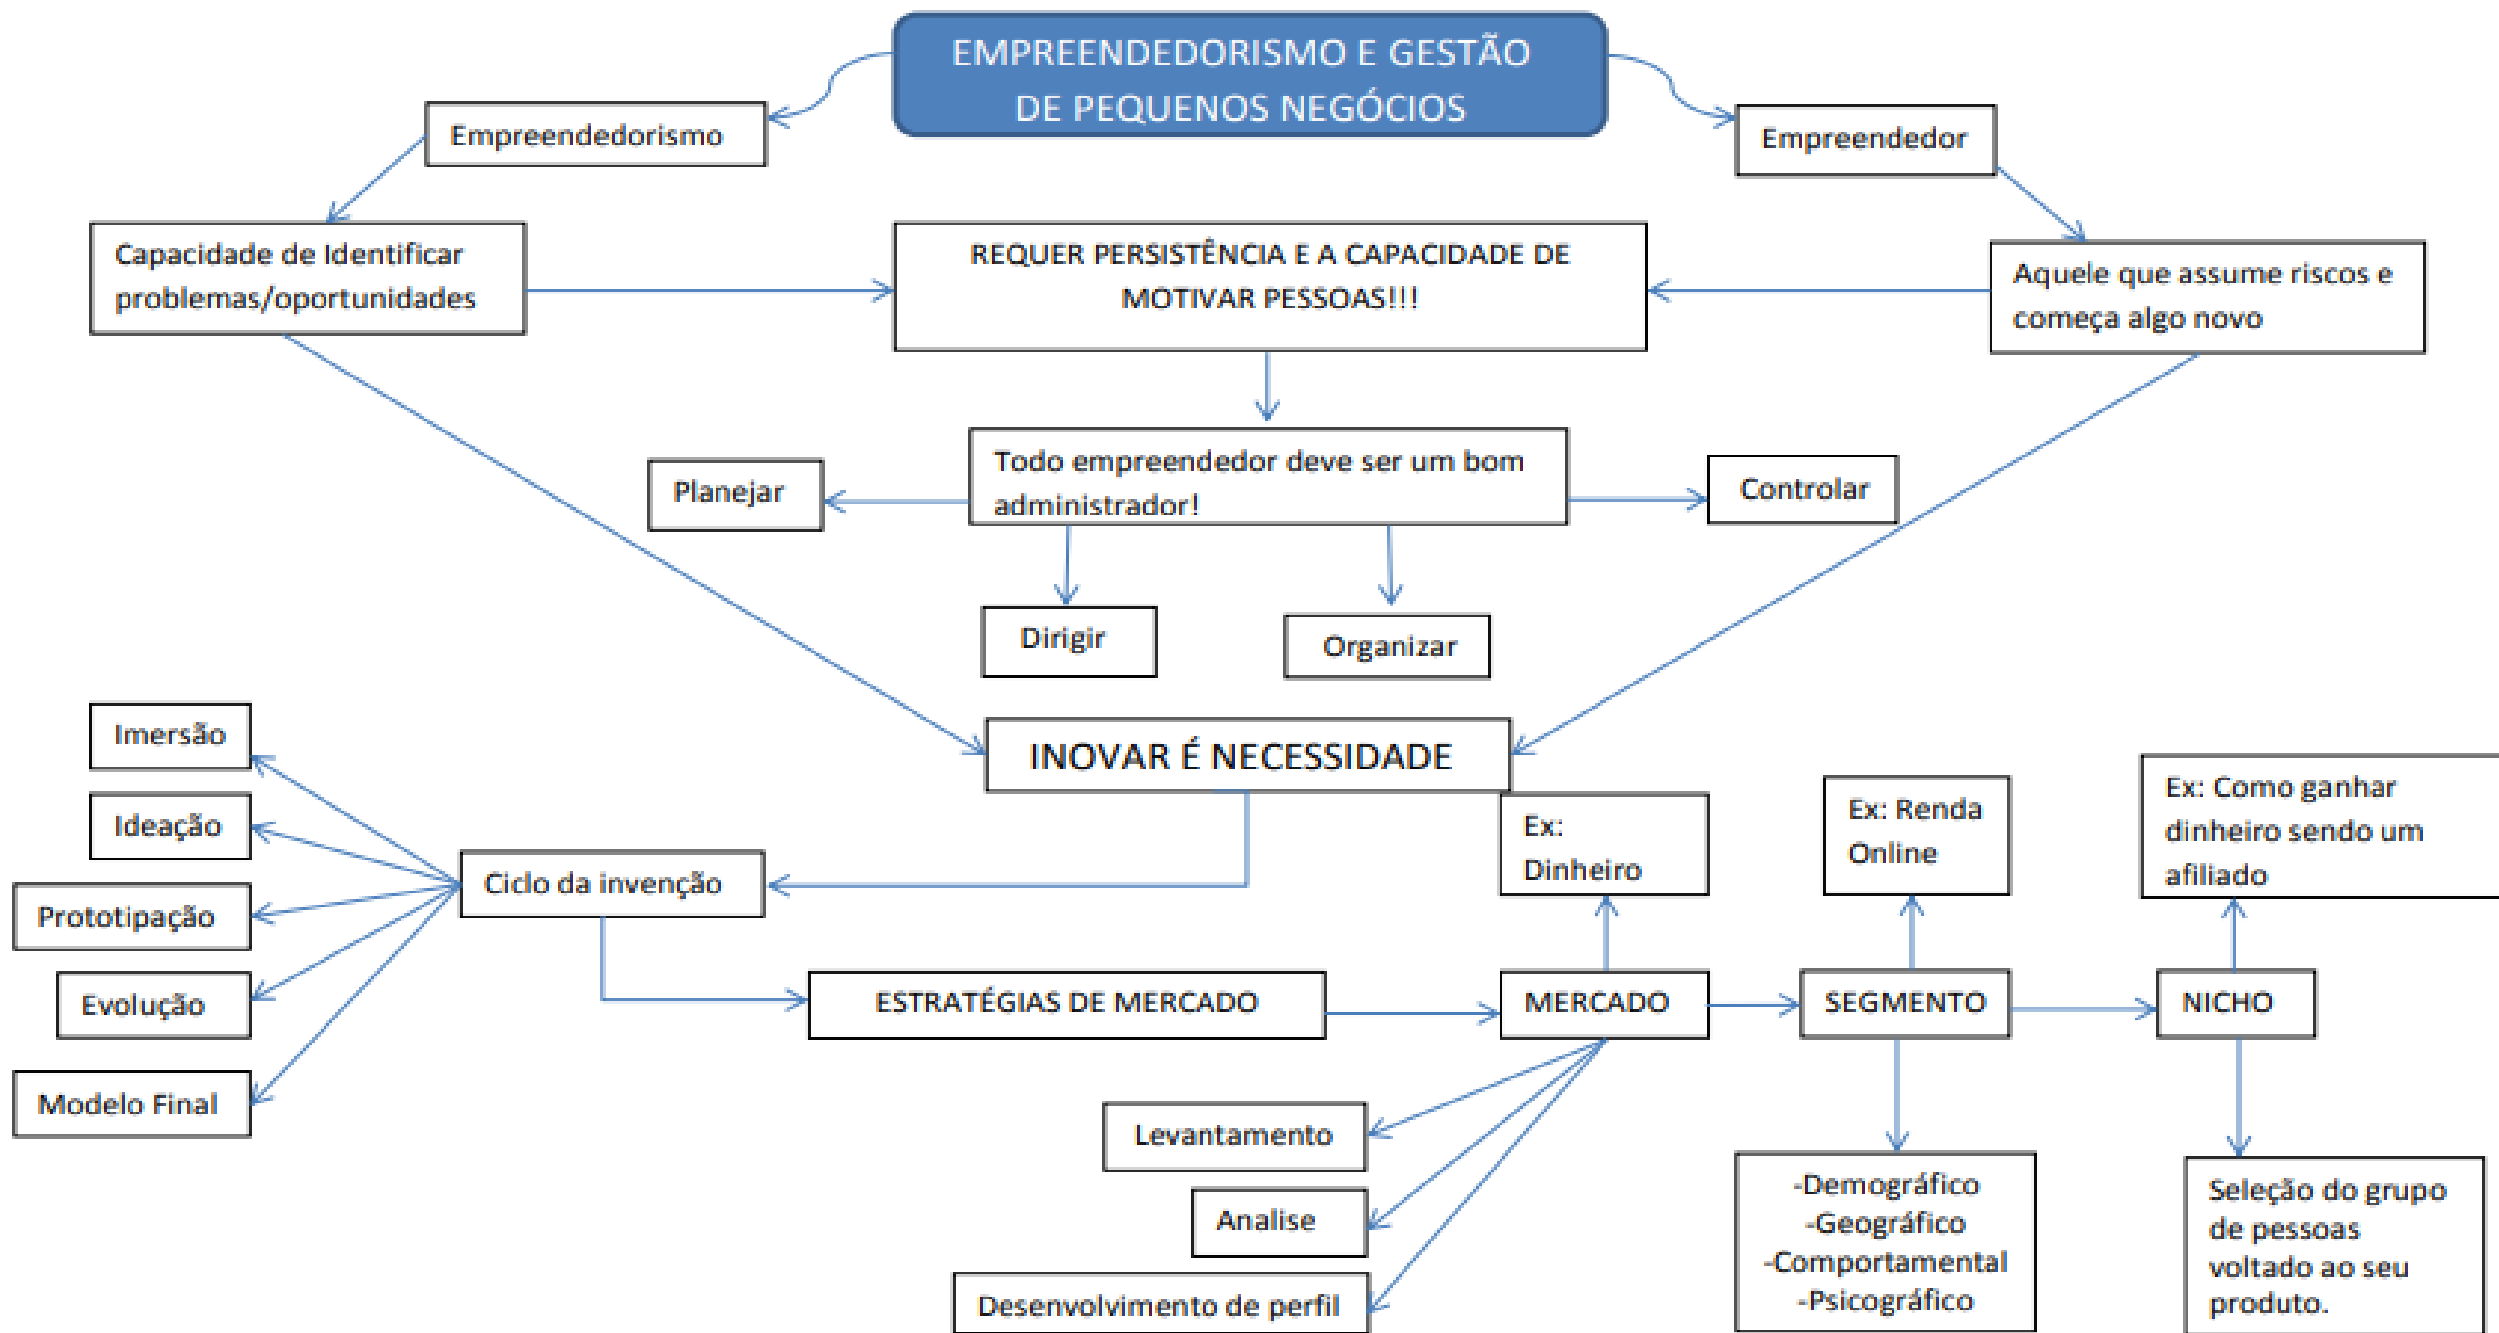 EMPREENDEDORISMO E GESTÃO
DE PEQUENOS NEGÓCIOS
Empreendedorismo
Empreendedor
Capacidade de Identificar
problemas/oportunidades
REQUER PERSISTÊNCIA E A CAPACIDADE DE
MOTIVAR PESSOAS!!!
Aquele que assume riscos e
começa algo novo
Todo empreendedor deve ser um bom
administrador!
Planejar
Controlar
Dirigir
Organizar
INOVAR É NECESSIDADE
Imersão
Ideação
Prototipação
Evolução
Modelo Final
Ciclo da invenção
ESTRATÉGIAS DE MERCADO
Ex:
Dinheiro
MERCADO
Levantamento
Analise
Desenvolvimento de perfil
Ex: Renda
Online
SEGMENTO
-Demográfico
-Geográfico
-Comportamental
-Psicográfico
Ex: Como ganhar
dinheiro sendo um
afiliado
NICHO
Seleção do grupo
de pessoas
voltado ao seu
produto.